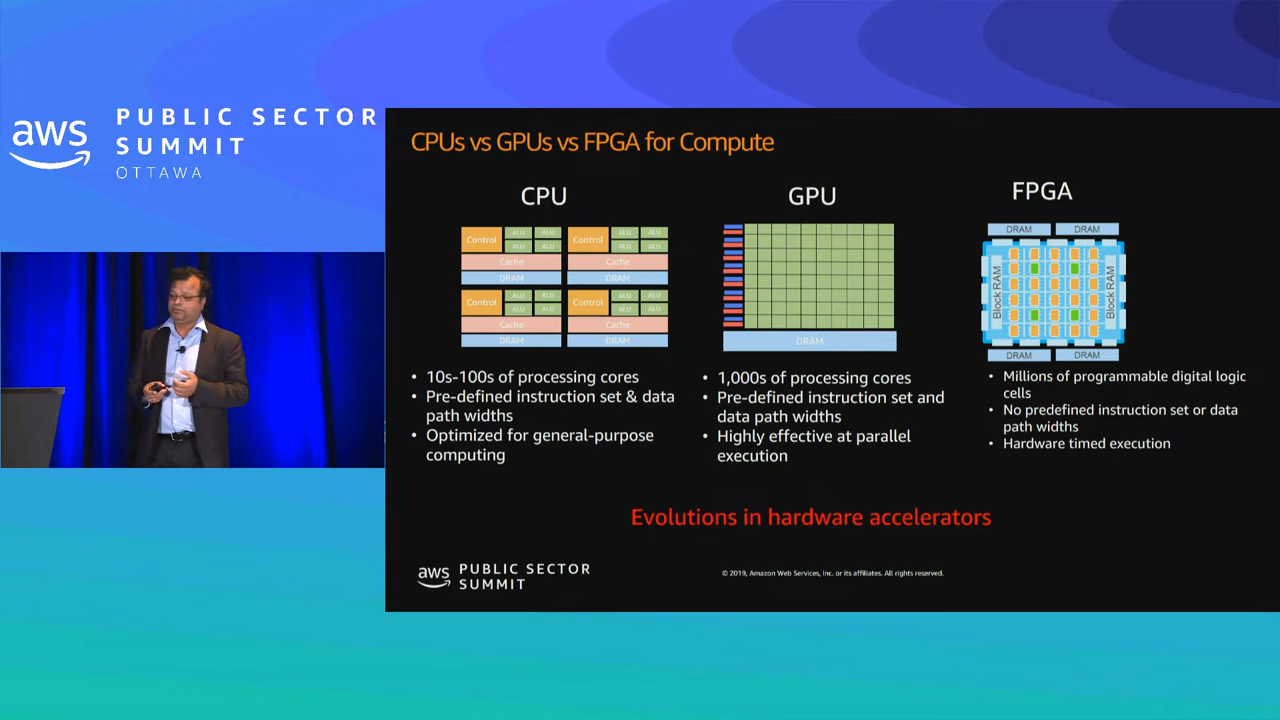 aws
PUBLIC SECTOR
SUMMIT
OTTAWA
CPUs vs GPUs vs FPGA for Compute
CPU
Control
ALU ALU
ALU ALU
Cache
DRAM
Control
ALU ALU
ALU ALU
Cache
DRAM
Control
ALU ALU
ALU ALU
Cache
DRAM
Control
ALU ALU
ALU ALU
Cache
DRAM
• 10s-100s of processing cores
• Pre-defined instruction set & data
path widths
• Optimized for general-purpose
computing
GPU
DRAM
• 1,000s of processing cores
• Pre-defined instruction set and
data path widths
• Highly effective at parallel
execution
FPGA
DRAM DRAM
Block RAM
Block RAM
DRAM DRAM
• Millions of programmable digital logic
cells
• No predefined instruction set or data
path widths
• Hardware timed execution
Evolutions in hardware accelerators
aws
PUBLIC SECTOR
SUMMIT
© 2019, Amazon Web Services, Inc. or its affiliates. All rights reserved.